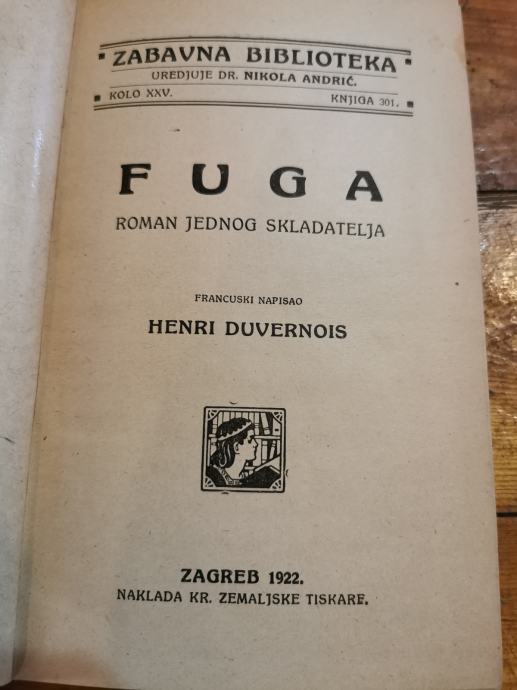 ZABAVNA BIBLIOTEKA
UREDJUJE DR. NIKOLA ANDRIĆ.
KOLO XXV.
KNJIGA 301.
FUGA
ROMAN JEDNOG SKLADATELJA
FRANCUSKI NAPISAO
HENRI DUVERNOIS
ZAGREB 1922.
NAKLADA KR. ZEMALJSKE TISKARE.